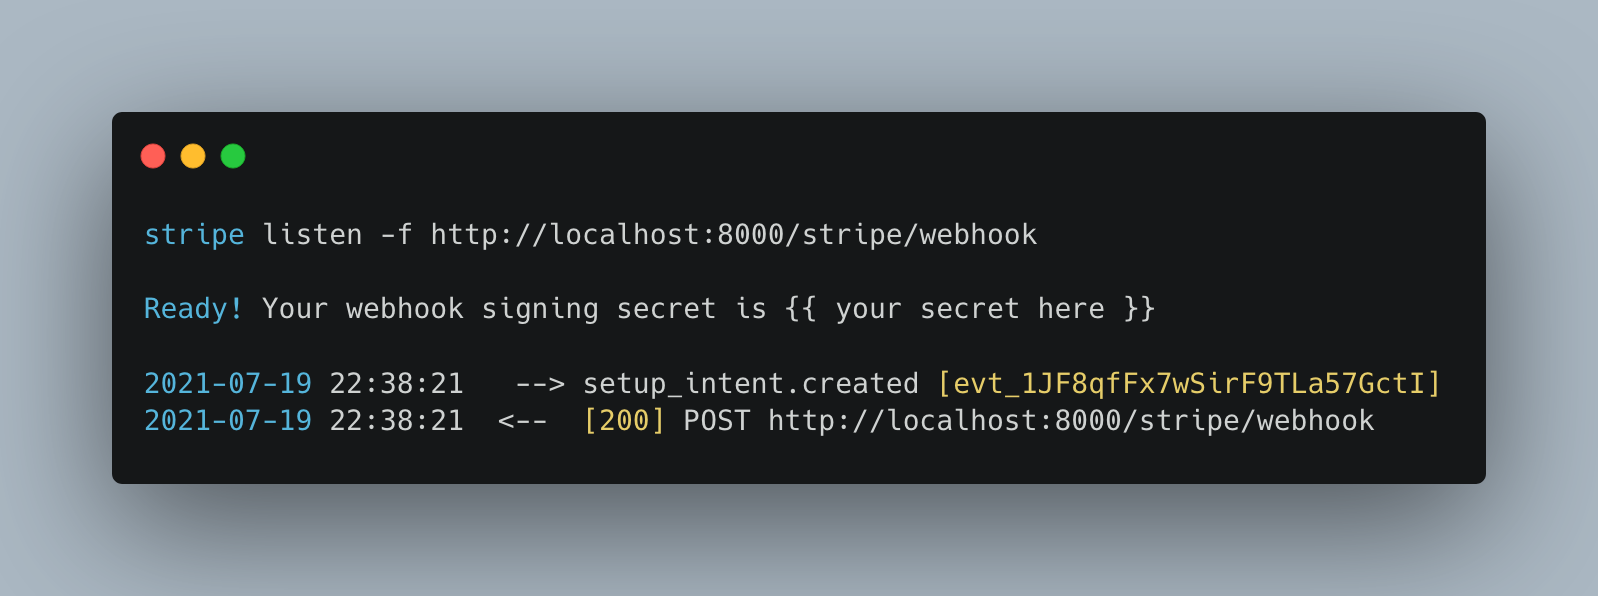 stripe listen -f http://localhost:8000/stripe/webhook
Ready! Your webhook signing secret is {{ your secret here }}
2021-07-19 22:38:21   --> setup_intent.created [evt_1JF8qfFx7wSirF9TLa57GctI]
2021-07-19 22:38:21  <--  [200] POST http://localhost:8000/stripe/webhook